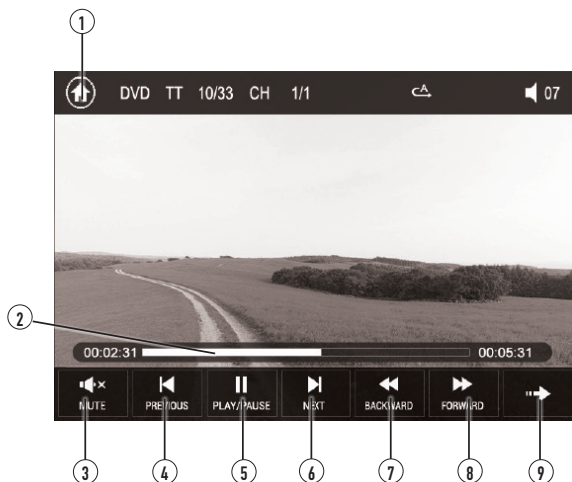 1
DVD TT 10/33 CH 1/1 A 07
2
00:02:31 00:05:31
MUTE PREVIOUS PLAY/PAUSE NEXT BACKWARD FORWARD
3 4 5 6 7 8 9